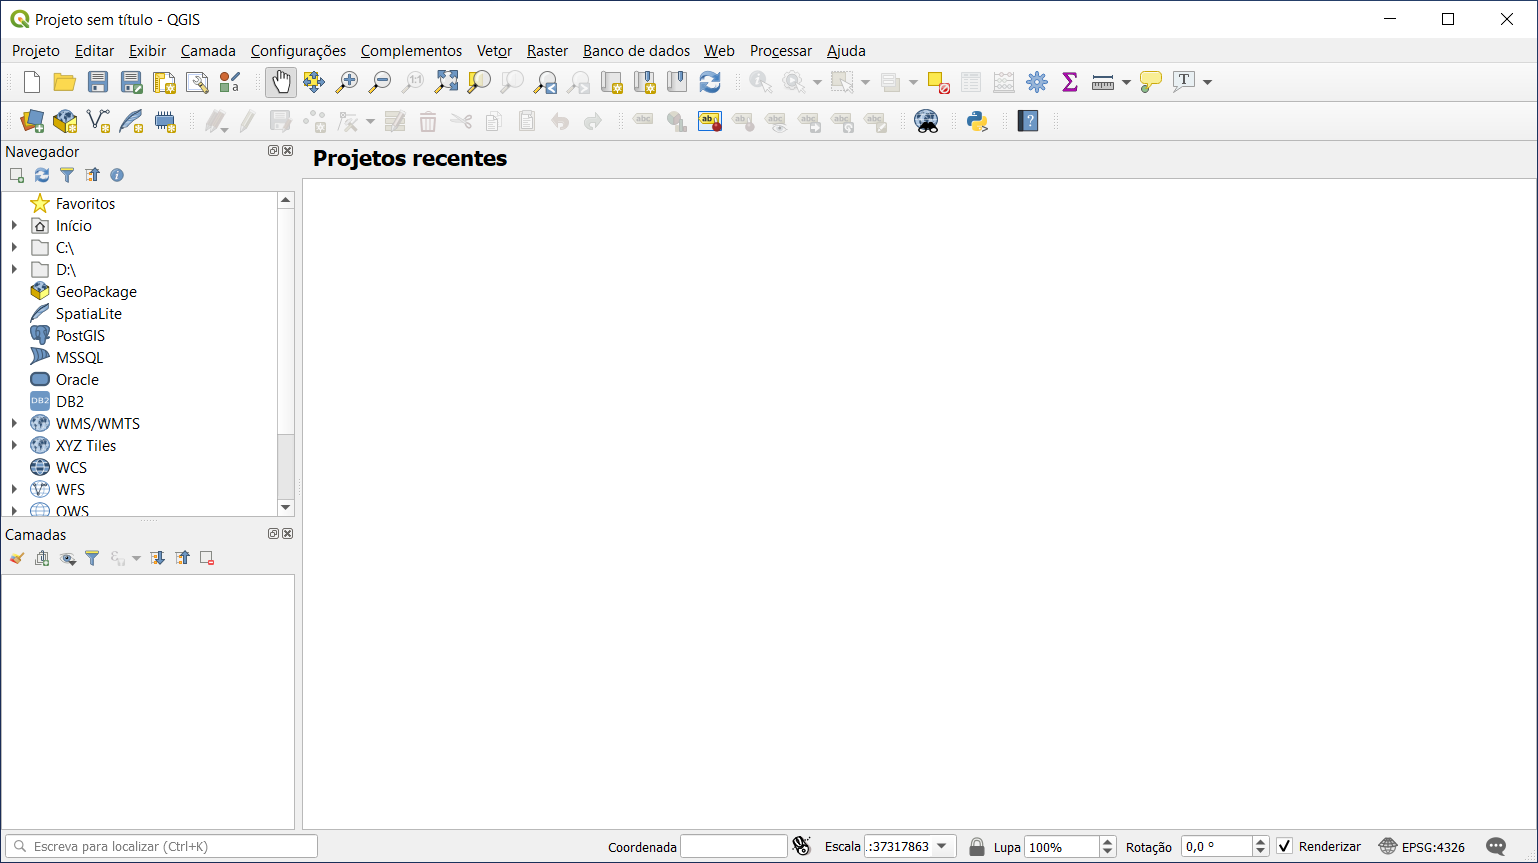 Projeto sem título - QGIS
Projeto Editar Exibir Camada Configurações Complementos Vetor Raster Banco de dados Web Processar Ajuda
Navegador
Projetos recentes
Favoritos
Início
C:\
D:\
GeoPackage
SpatiaLite
PostGIS
MSSQL
Oracle
DB2
WMS/WMTS
XYZ Tiles
WCS
WFS
OWS
Camadas
Escreva para localizar (Ctrl+K) Coordenada Escala .:37317863 Lupa 100% Rotação 0,0 ° Renderizar EPSG:4326